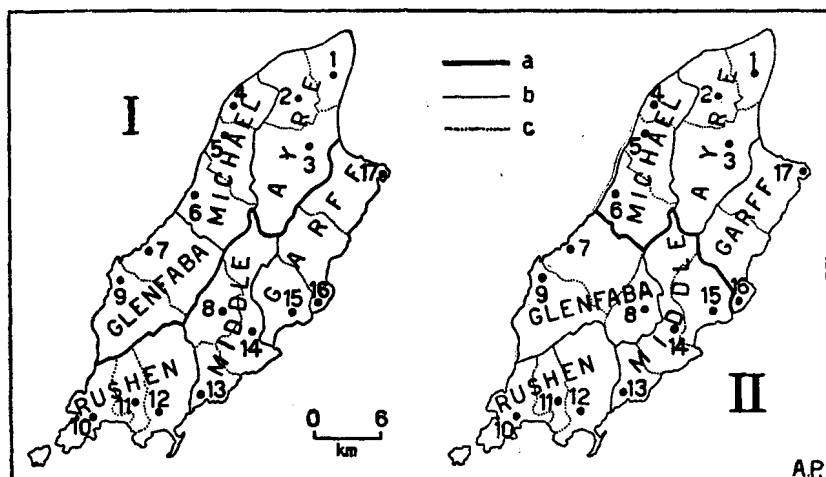 I
1
2
3
4
5
6
7
8
9
10
11
12
13
14
15
16
17
AYRE
MICHAEL
GARFF
GLENFABA
MIDDLE
RUSHEN
a
b
c
0 6
km
II
1
2
3
4
5
6
7
8
9
10
11
12
13
14
15
16
17
AYRE
MICHAEL
GARFF
GLENFABA
MIDDLE
RUSHEN
A.P.